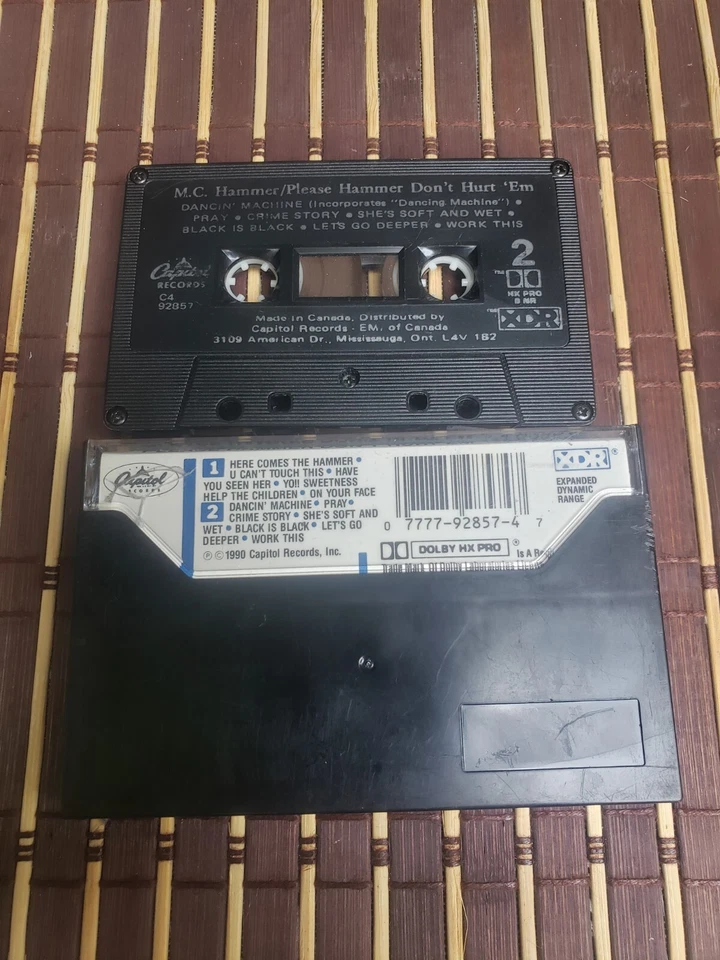 M.C. Hammer/Please Hammer Don't Hurt 'Em
DANCIN' MACHINE (Incorporates "Dancing Machine") •
PRAY • CRIME STORY • SHE'S SOFT AND WET •
BLACK IS BLACK • LET'S GO DEEPER • WORK THIS
Capitol
RECORDS
C4
92857
2
TM
HX PRO
B NR
TM XDR
Made in Canada, Distributed by
Capitol Records - EMI of Canada
3109 American Dr., Mississauga, Ont. L4V 1B2
Capitol
RECORDS
1 HERE COMES THE HAMMER •
U CAN'T TOUCH THIS • HAVE
YOU SEEN HER • YO!! SWEETNESS
HELP THE CHILDREN • ON YOUR FACE
2 DANCIN' MACHINE • PRAY •
CRIME STORY • SHE'S SOFT AND
WET • BLACK IS BLACK • LET'S GO
DEEPER • WORK THIS
℗ © 1990 Capitol Records, Inc.
0 7777-92857-4 7
DOLBY HX PRO ®
Is A
XDR ®
EXPANDED
DYNAMIC
RANGE